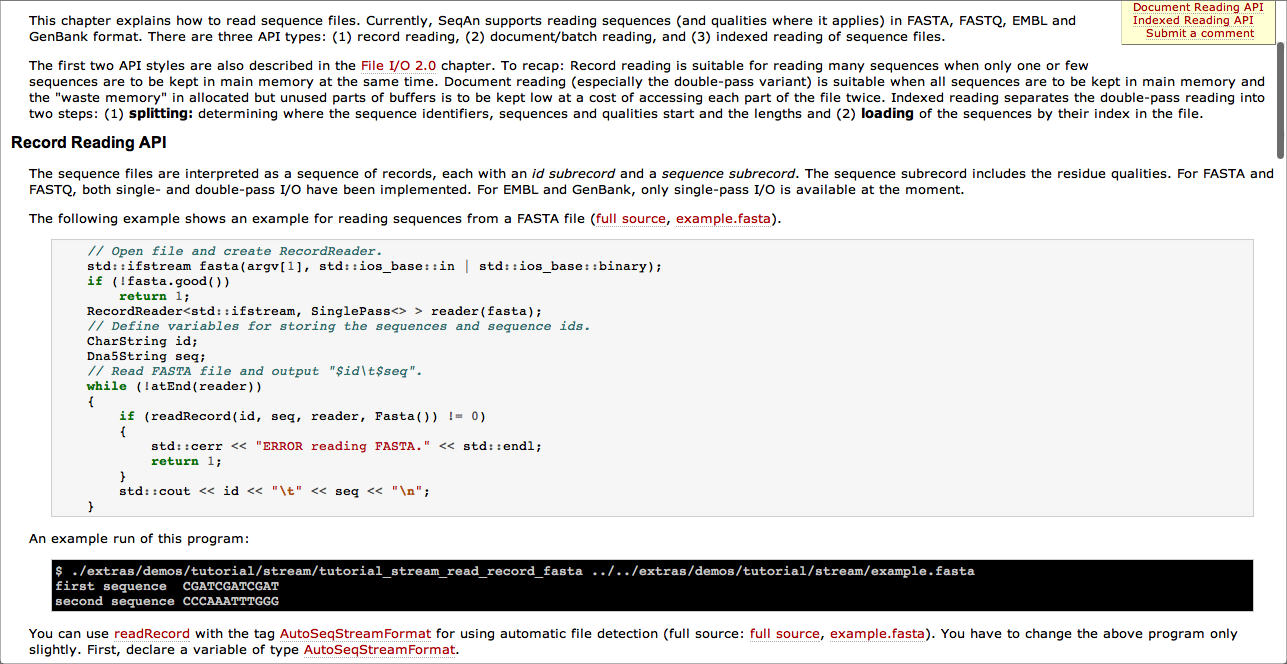 Document Reading API
Indexed Reading API
Submit a comment
This chapter explains how to read sequence files. Currently, SeqAn supports reading sequences (and qualities where it applies) in FASTA, FASTQ, EMBL and
GenBank format. There are three API types: (1) record reading, (2) document/batch reading, and (3) indexed reading of sequence files.
The first two API styles are also described in the File I/O 2.0 chapter. To recap: Record reading is suitable for reading many sequences when only one or few
sequences are to be kept in main memory at the same time. Document reading (especially the double-pass variant) is suitable when all sequences are to be kept in main memory and
the "waste memory" in allocated but unused parts of buffers is to be kept low at a cost of accessing each part of the file twice. Indexed reading separates the double-pass reading into
two steps: (1) splitting: determining where the sequence identifiers, sequences and qualities start and the lengths and (2) loading of the sequences by their index in the file.
Record Reading API
The sequence files are interpreted as a sequence of records, each with an id subrecord and a sequence subrecord. The sequence subrecord includes the residue qualities. For FASTA and
FASTQ, both single- and double-pass I/O have been implemented. For EMBL and GenBank, only single-pass I/O is available at the moment.
The following example shows an example for reading sequences from a FASTA file (full source, example.fasta).
// Open file and create RecordReader.
std::ifstream fasta(argv[1], std::ios_base::in | std::ios_base::binary);
if (!fasta.good())
    return 1;
RecordReader<std::ifstream, SinglePass<> > reader(fasta);
// Define variables for storing the sequences and sequence ids.
CharString id;
Dna5String seq;
// Read FASTA file and output "$id\t$seq".
while (!atEnd(reader))
{
    if (readRecord(id, seq, reader, Fasta()) != 0)
    {
        std::cerr << "ERROR reading FASTA." << std::endl;
        return 1;
    }
    std::cout << id << "\t" << seq << "\n";
}
An example run of this program:
$ ./extras/demos/tutorial/stream/tutorial_stream_read_record_fasta ../../extras/demos/tutorial/stream/example.fasta
first sequence  CGATCGATCGAT
second sequence CCCAAATTTGGG
You can use readRecord with the tag AutoSeqStreamFormat for using automatic file detection (full source: full source, example.fasta). You have to change the above program only
slightly. First, declare a variable of type AutoSeqStreamFormat.